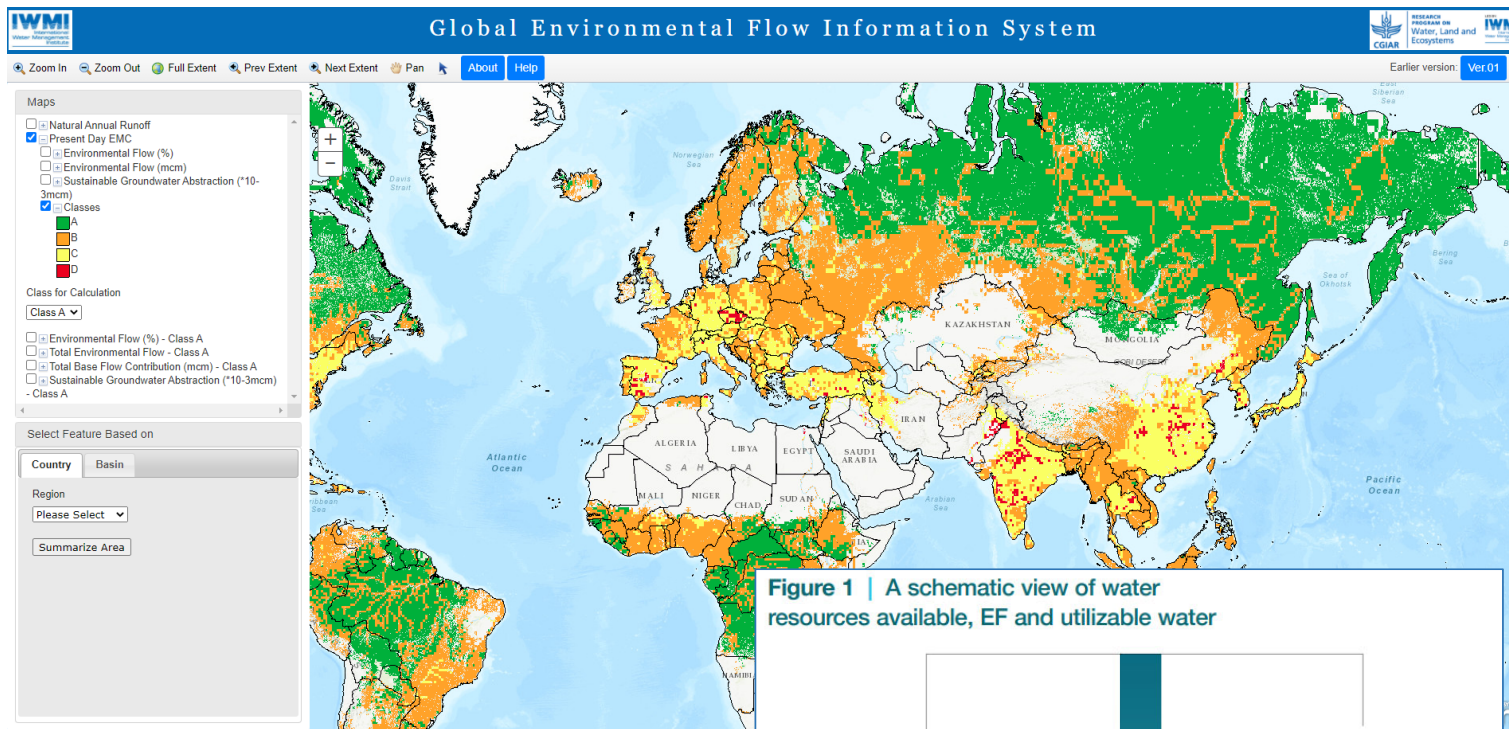 IWMI
International
Water Management
Institute
Global Environmental Flow Information System
CGIAR
RESEARCH
PROGRAM ON
Water, Land and
Ecosystems
Zoom In Zoom Out Full Extent Prev Extent Next Extent Pan About Help Earlier version: Ver.01
Maps
Natural Annual Runoff
Present Day EMC
Environmental Flow (%)
Environmental Flow (mcm)
Sustainable Groundwater Abstraction (*10-
3mcm)
Classes
A
B
C
D
Class for Calculation
Class A
Environmental Flow (%) - Class A
Total Environmental Flow - Class A
Total Base Flow Contribution (mcm) - Class A
Sustainable Groundwater Abstraction (*10-3mcm)
- Class A
Select Feature Based on
Country Basin
Region
Please Select
Summarize Area
+
−
East
Siberian
Sea
Norwegian
Sea
Davis
Strait
Bering
Sea
Sea of
Okhotsk
KAZAKHSTAN
MONGOLIA
GOBI DESERT
IRAN
ALGERIA
LIBYA
EGYPT
SAUDI
ARABIA
SAHARA
MALI
NIGER
CHAD
SUDAN
Atlantic
Ocean
Arabian
Sea
Pacific
Ocean
Figure 1 | A schematic view of water
resources available, EF and utilizable water